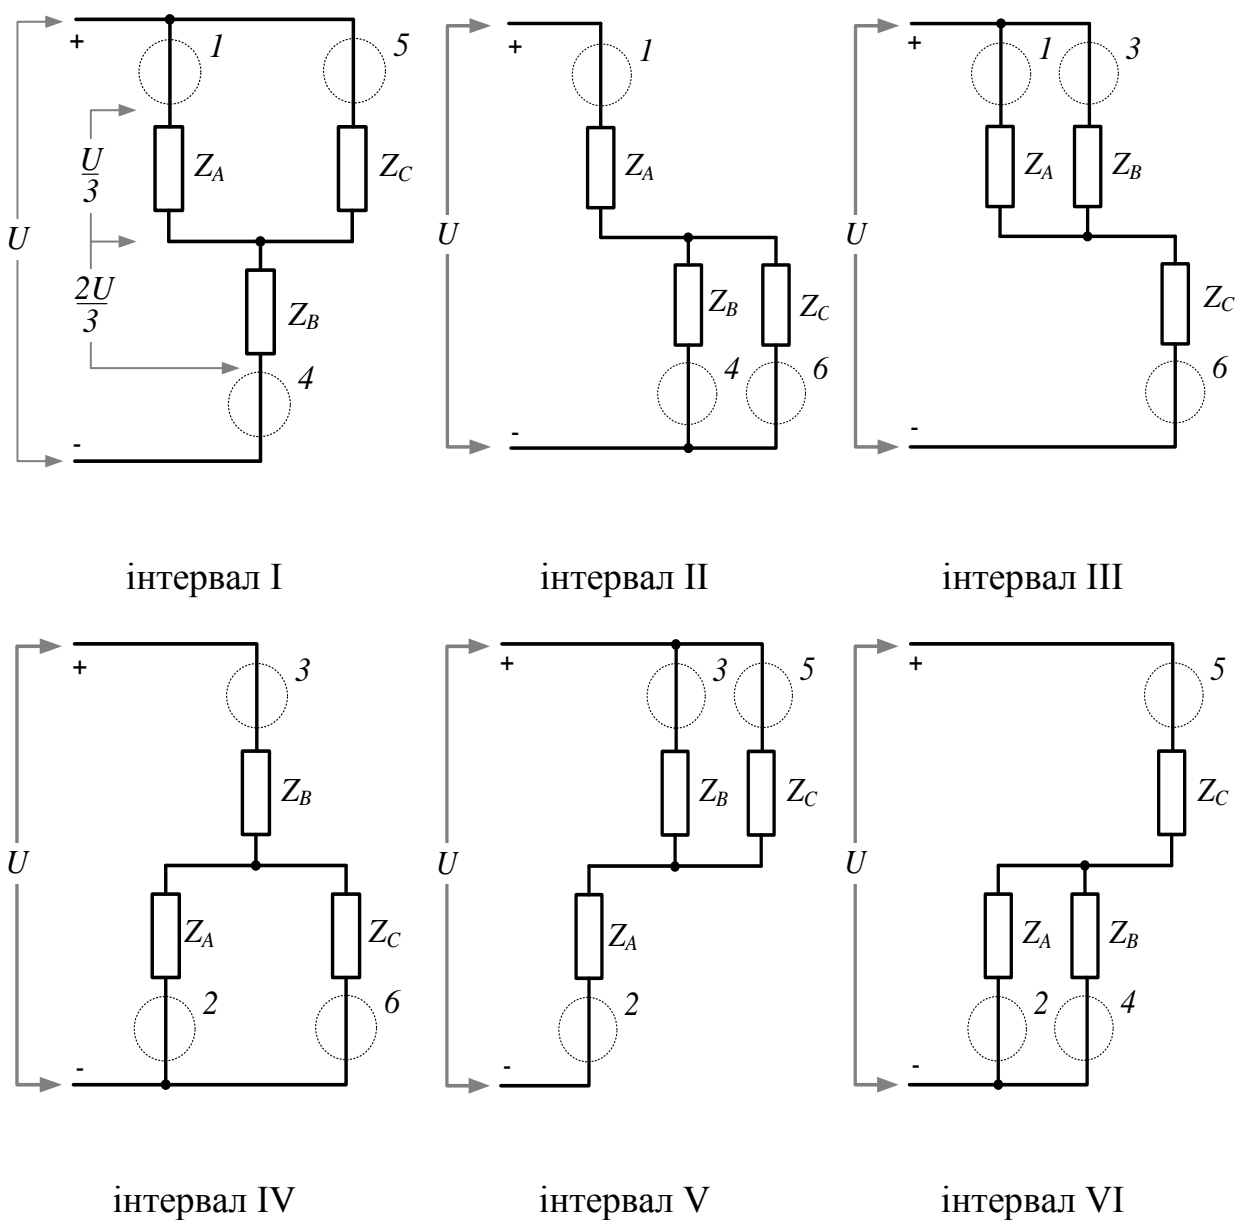 + 1 5
U/3
Z_A Z_C
U
2U/3
Z_B
4
-
інтервал I
+ 1
Z_A
U
Z_B Z_C
4 6
-
інтервал II
+ 1 3
Z_A Z_B
U
Z_C
6
-
інтервал III
+ 3
Z_B
U
Z_A Z_C
2 6
-
інтервал IV
+ 3 5
Z_B Z_C
U
Z_A
2
-
інтервал V
+ 5
Z_C
U
Z_A Z_B
2 4
-
інтервал VI